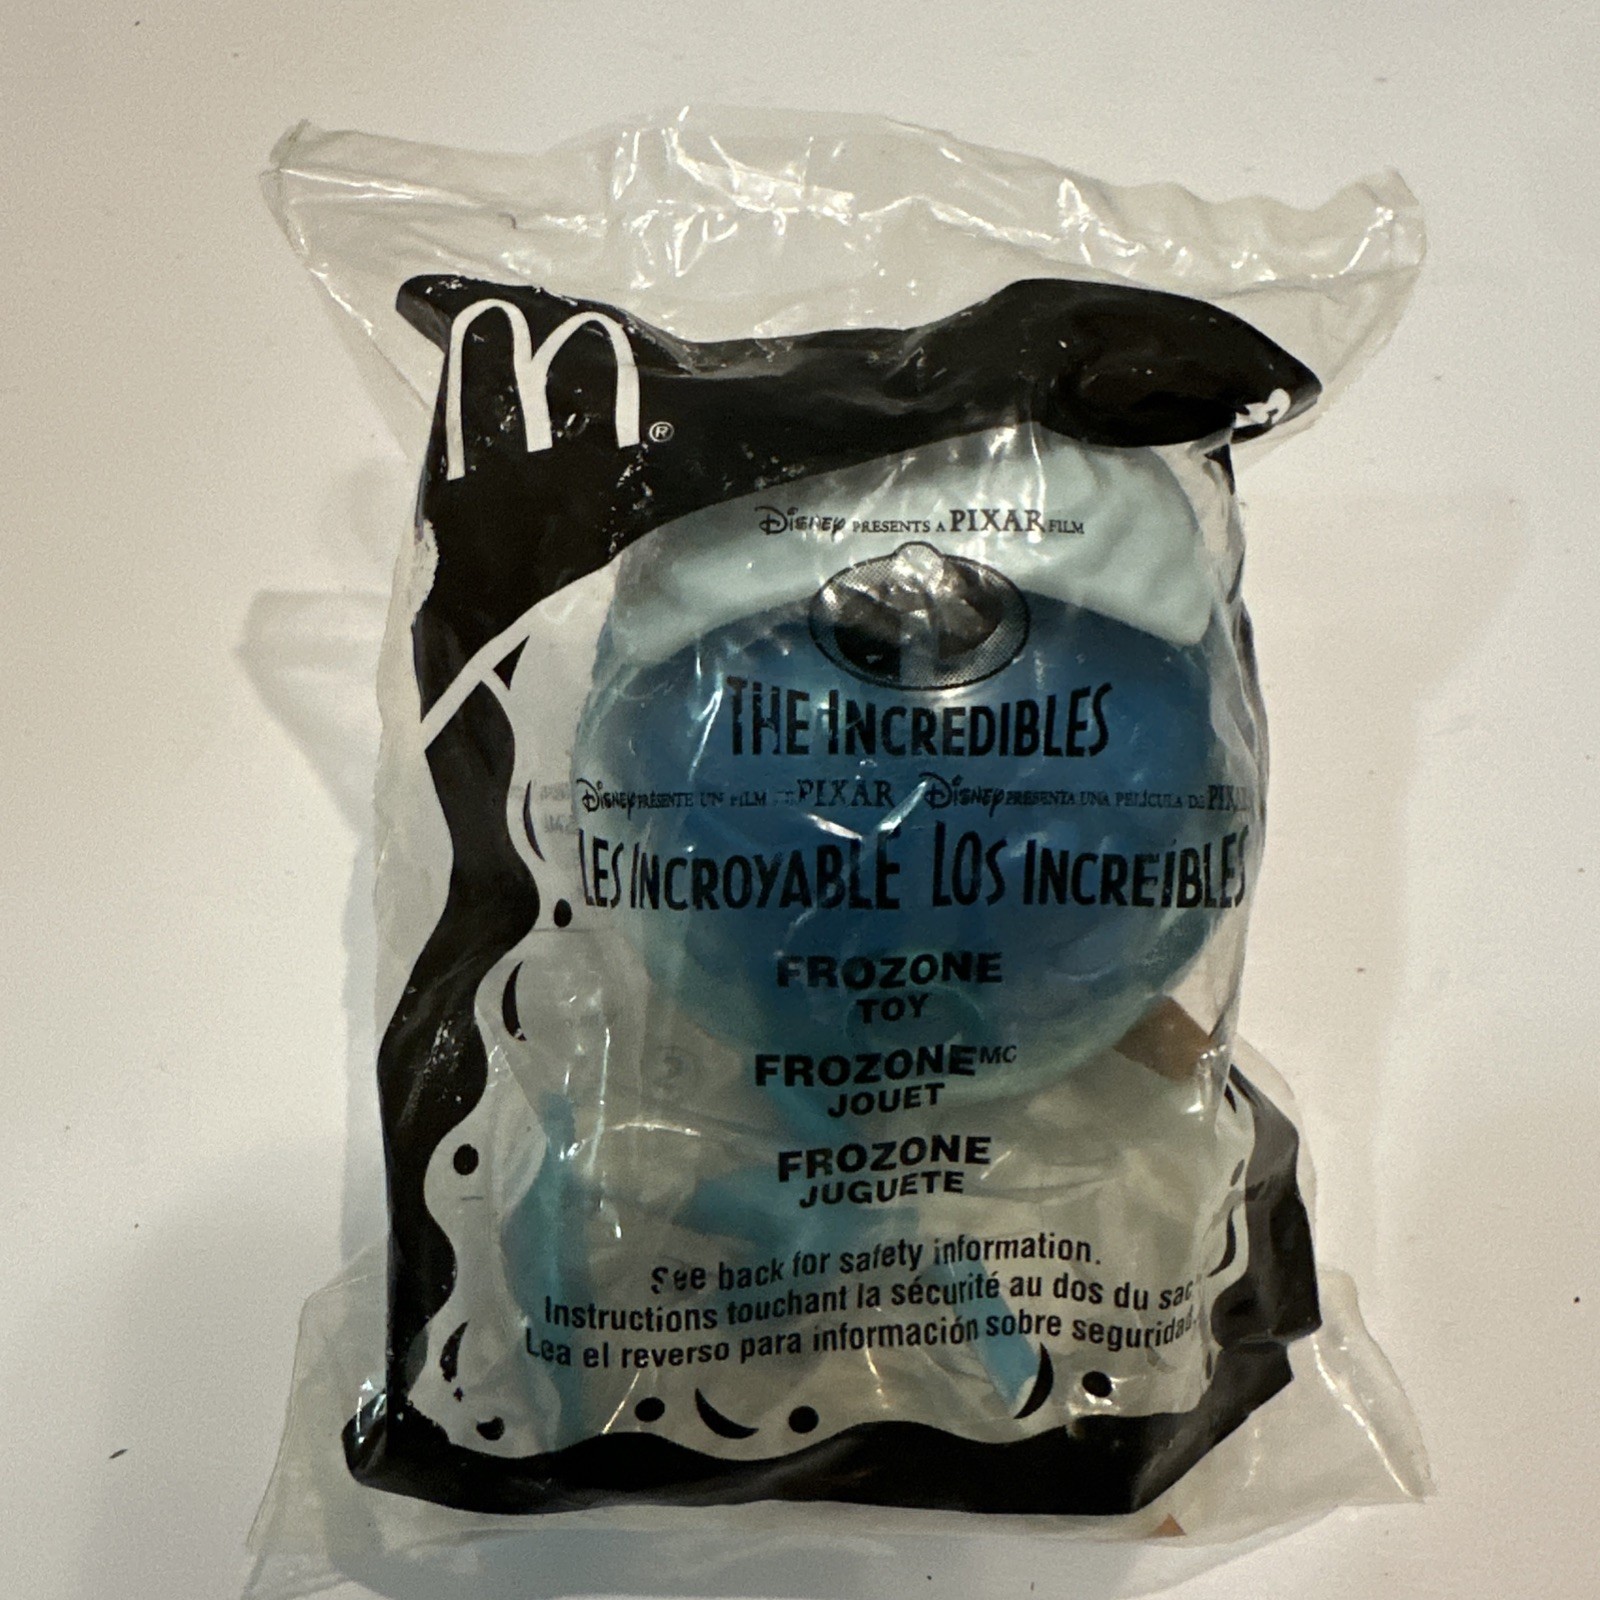 M®
3
Disney PRESENTS A PIXAR FILM
THE INCREDIBLES
Disney PRÉSENTE UN FILM DE PIXAR Disney PRESENTA UNA PELÍCULA DE PIXAR
LES INCROYABLE LOS INCREÍBLES
FROZONE
TOY
FROZONE MC
JOUET
FROZONE
JUGUETE
See back for safety information.
Instructions touchant la sécurité au dos du sac.
Lea el reverso para información sobre seguridad.